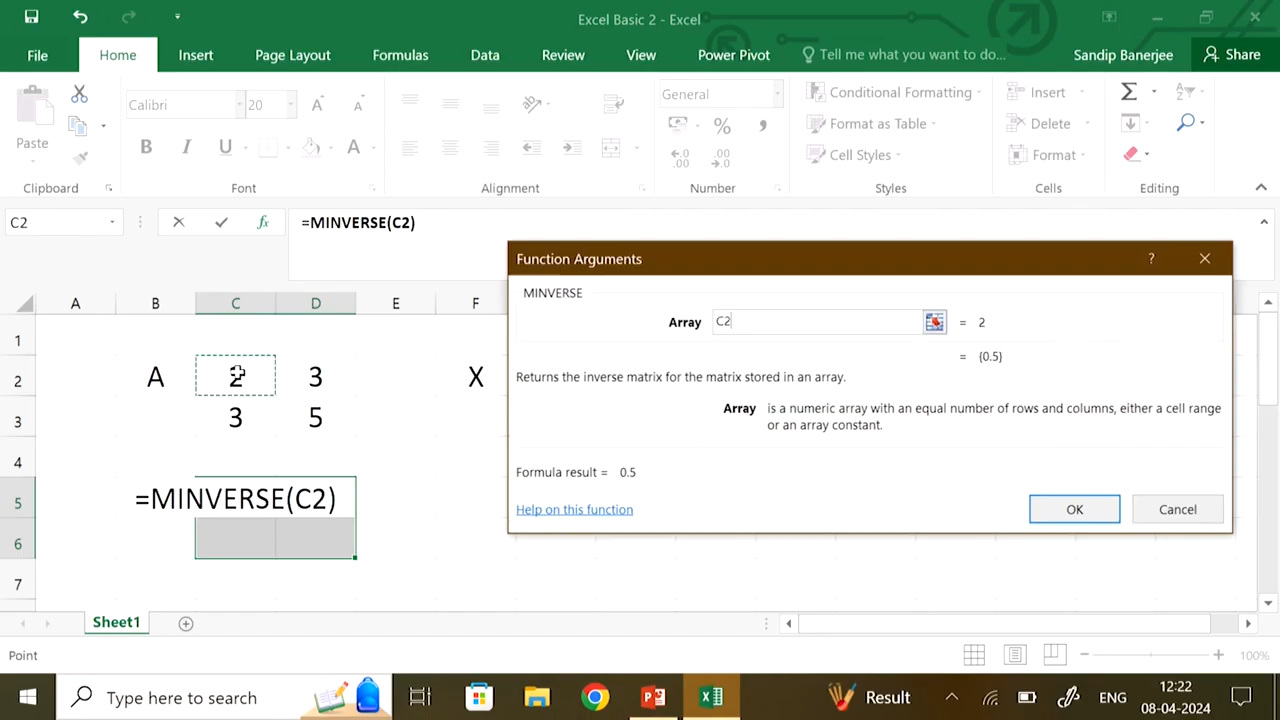 Excel Basic 2 - Excel
File Home Insert Page Layout Formulas Data Review View Power Pivot Tell me what you want to do... Sandip Banerjee Share
Paste
Clipboard
Calibri 20
B I U A A A
Font
Alignment
General
% ,
Number
Conditional Formatting
Format as Table
Cell Styles
Styles
Insert
Delete
Format
Cells
Σ
Editing
C2 fx =MINVERSE(C2)
A B C D E F
1
2 A 2 3 X
3 3 5
4
5 =MINVERSE(C2)
6
7
Function Arguments ?
MINVERSE
Array C2 = 2
= {0.5}
Returns the inverse matrix for the matrix stored in an array.
Array is a numeric array with an equal number of rows and columns, either a cell range
or an array constant.
Formula result = 0.5
Help on this function OK Cancel
Sheet1
Point 100%
Type here to search Result ENG 12:22
08-04-2024